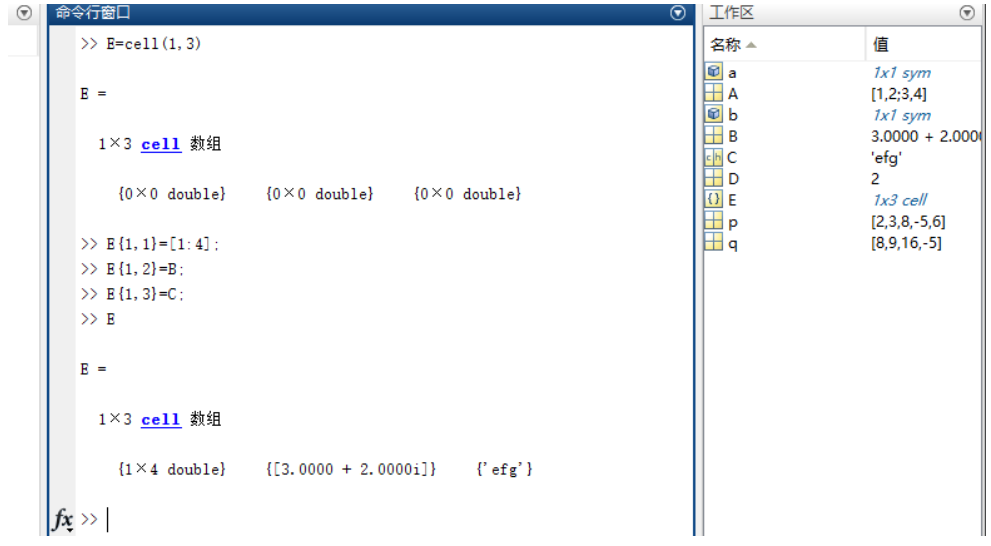 命令行窗口
>> E=cell(1,3)
E =
1×3 cell 数组
{0×0 double} {0×0 double} {0×0 double}
>> E{1,1}=[1:4];
>> E{1,2}=B;
>> E{1,3}=C;
>> E
E =
1×3 cell 数组
{1×4 double} {[3.0000 + 2.0000i]} {'efg'}
fx >>
工作区
名称 值
a 1x1 sym
A [1,2;3,4]
b 1x1 sym
B 3.0000 + 2.000
ch C 'efg'
D 2
{} E 1x3 cell
p [2,3,8,-5,6]
q [8,9,16,-5]